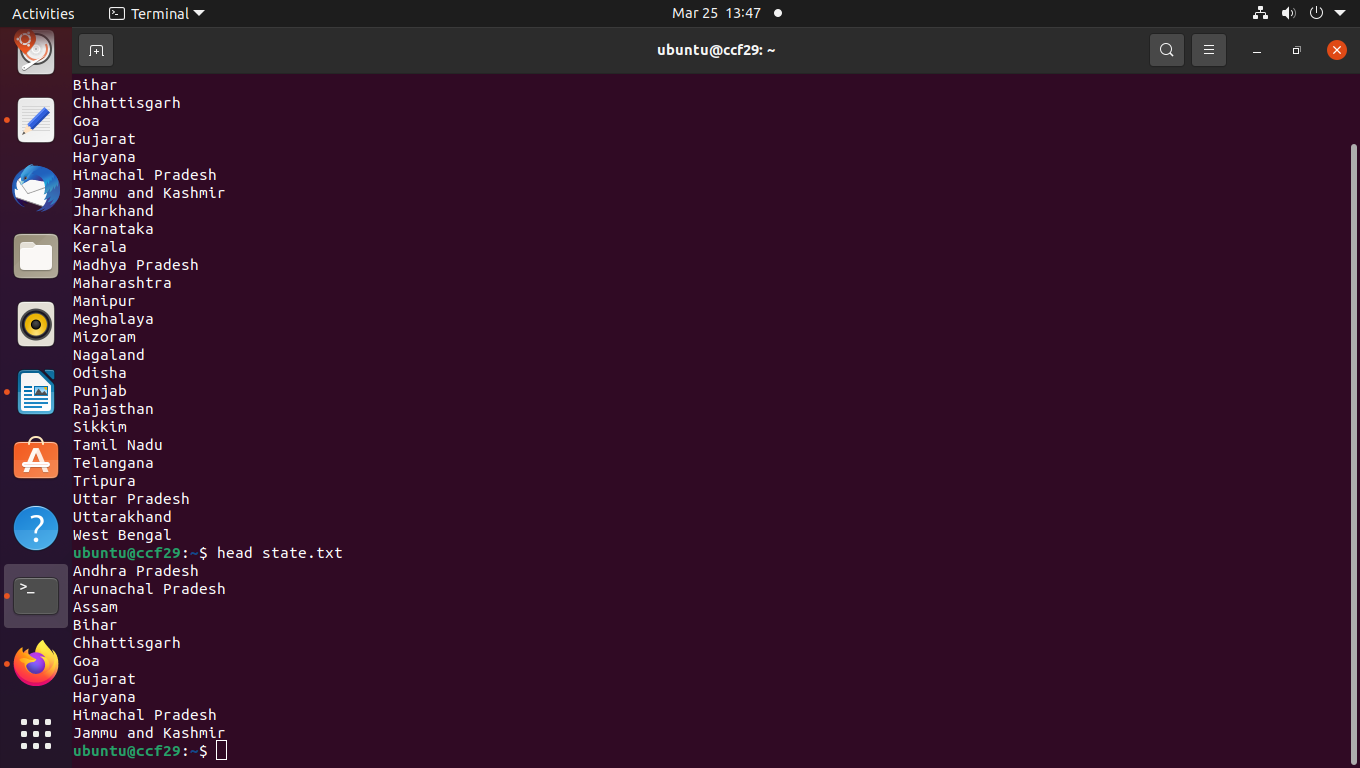 Activities
Terminal
Mar 25 13:47
ubuntu@ccf29: ~
Bihar
Chhattisgarh
Goa
Gujarat
Haryana
Himachal Pradesh
Jammu and Kashmir
Jharkhand
Karnataka
Kerala
Madhya Pradesh
Maharashtra
Manipur
Meghalaya
Mizoram
Nagaland
Odisha
Punjab
Rajasthan
Sikkim
Tamil Nadu
Telangana
Tripura
Uttar Pradesh
Uttarakhand
West Bengal
ubuntu@ccf29:~$ head state.txt
Andhra Pradesh
Arunachal Pradesh
Assam
Bihar
Chhattisgarh
Goa
Gujarat
Haryana
Himachal Pradesh
Jammu and Kashmir
ubuntu@ccf29:~$